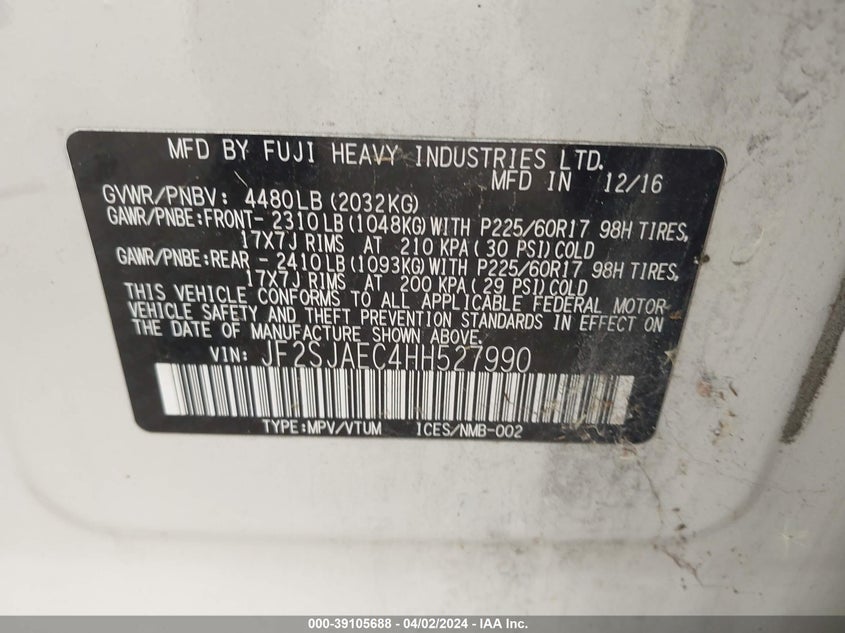 MFD BY FUJI HEAVY INDUSTRIES LTD.
MFD IN 12/16
GVWR/PNBV: 4480LB(2032KG)
GAWR/PNBE:FRONT- 2310LB(1048KG)WITH P225/60R17 98H TIRES,
17X7J RIMS AT 210 KPA(30 PSI)COLD
GAWR/PNBE:REAR - 2410LB(1093KG)WITH P225/60R17 98H TIRES,
17X7J RIMS AT 200 KPA(29 PSI)COLD
THIS VEHICLE CONFORMS TO ALL APPLICABLE FEDERAL MOTOR
VEHICLE SAFETY AND THEFT PREVENTION STANDARDS IN EFFECT ON
THE DATE OF MANUFACTURE SHOWN ABOVE.
VIN: JF2SJAEC4HH527990
TYPE:MPV/VTUM ICES/NMB-002
000-39105688 - 04/02/2024 - IAA Inc.